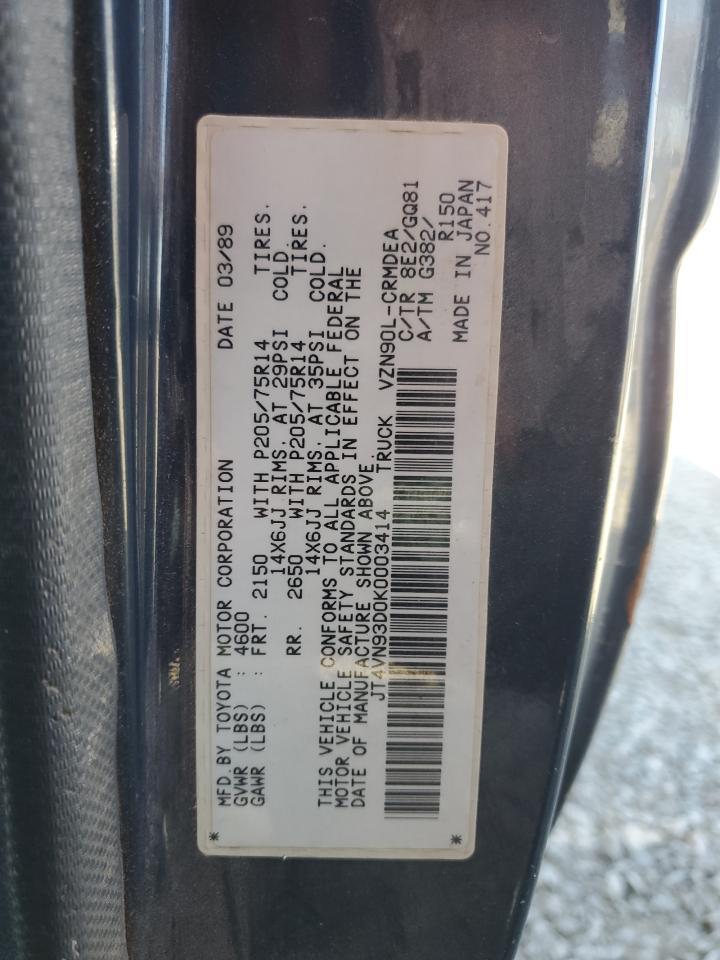 MFD BY TOYOTA MOTOR CORPORATION DATE 03/89
GVWR (LBS) : 4600
GAWR (LBS) : FRT. 2150 WITH P205/75R14 TIRES.
14X6JJ RIMS. AT 29PSI COLD.
RR. 2650 WITH P205/75R14 TIRES.
14X6JJ RIMS. AT 35PSI COLD.
THIS VEHICLE CONFORMS TO ALL APPLICABLE FEDERAL
MOTOR VEHICLE SAFETY STANDARDS IN EFFECT ON THE
DATE OF MANUFACTURE SHOWN ABOVE.
JT4VN93D0K0003414 TRUCK VZN90L-CRMDEA
C/TR 8E2/GQ81
A/TM G382/
R150
MADE IN JAPAN
* * NO. 417